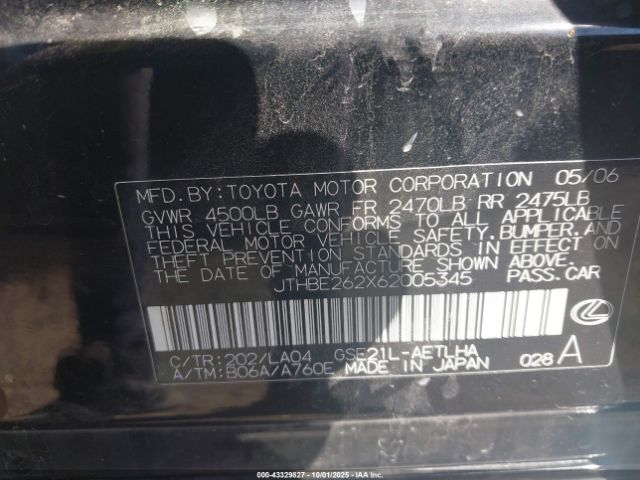 MFD. BY: TOYOTA MOTOR CORPORATION 05/06
GVWR 4500LB GAWR FR 2470LB RR 2475LB
THIS VEHICLE CONFORMS TO ALL APPLICABLE
FEDERAL MOTOR VEHICLE SAFETY, BUMPER, AND
THEFT PREVENTION STANDARDS IN EFFECT ON
THE DATE OF MANUFACTURE SHOWN ABOVE.
JTHBE262X62005345 PASS.CAR
C/TR: 202/LA04 GSE21L-AETLHA
A/TM: B06A/A760E MADE IN JAPAN 028 A
000-43329827 - 10/01/2025 - IAA, Inc.